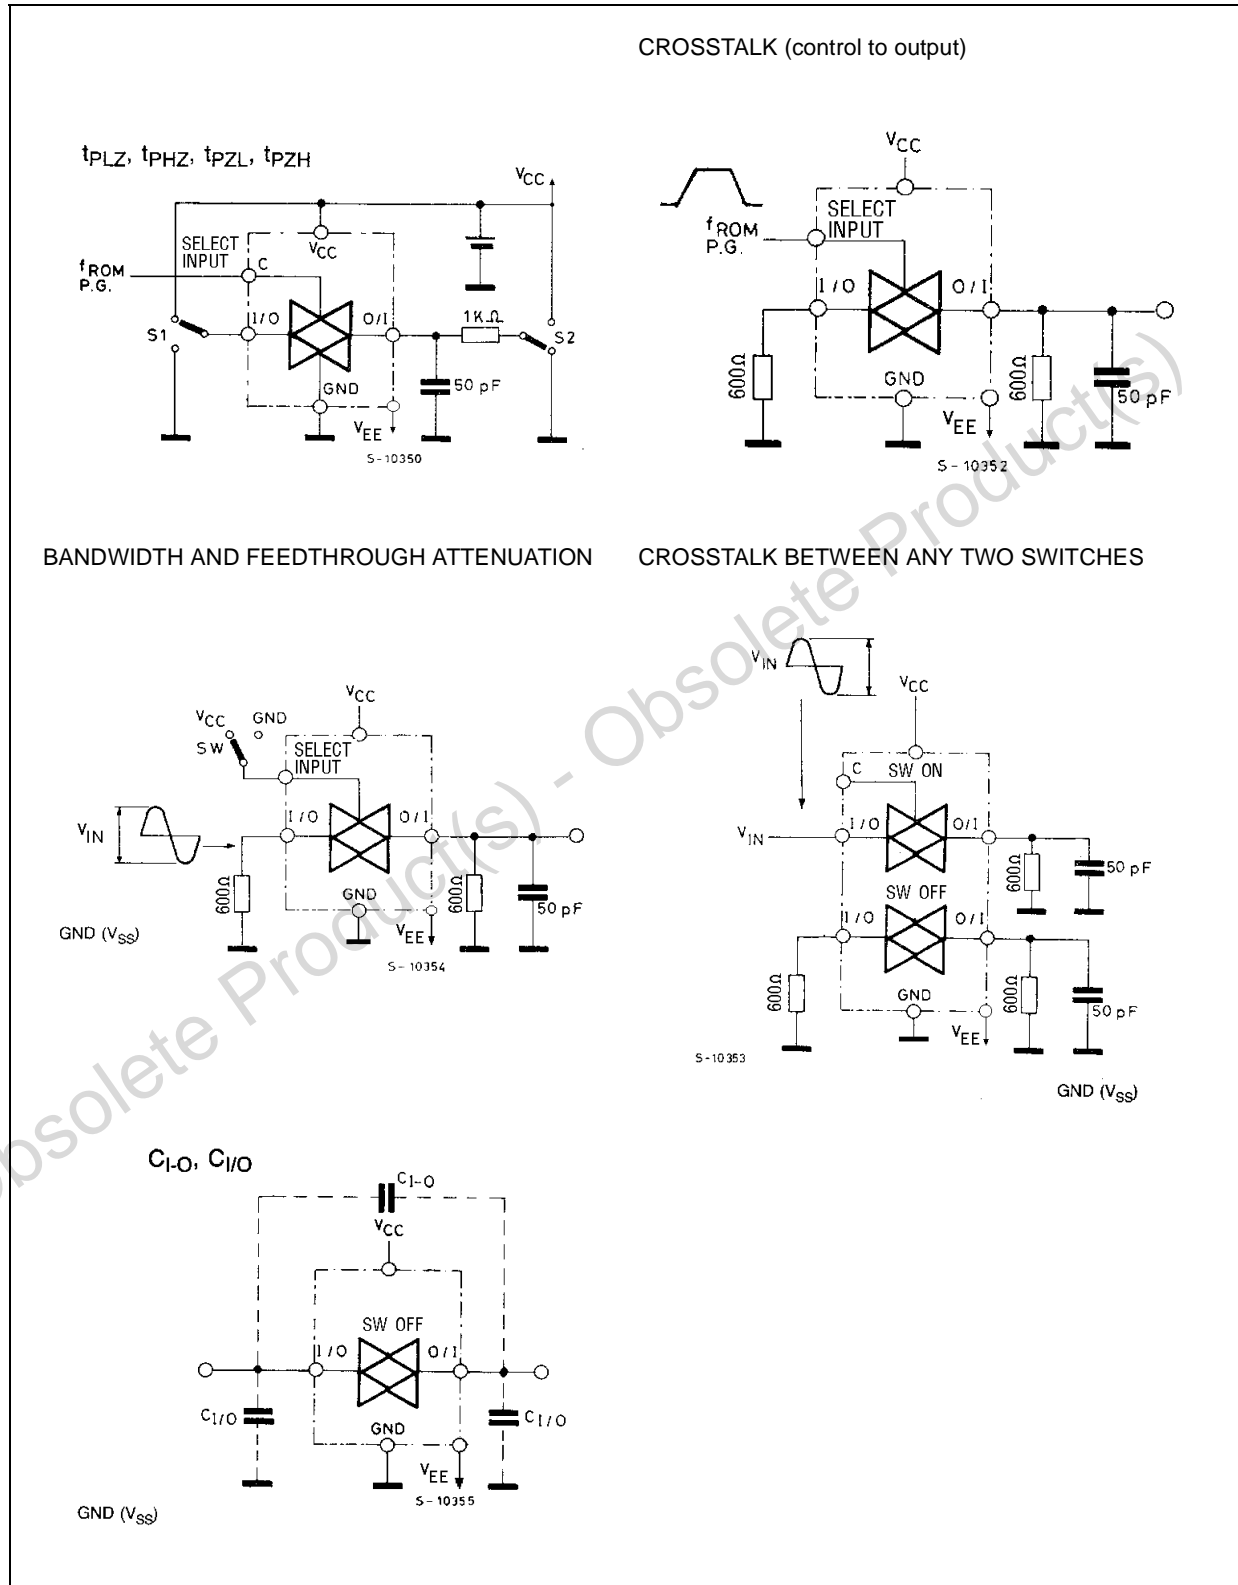 CROSSTALK (control to output)
tPLZ, tPHZ, tPZL, tPZH
VCC
SELECT
INPUT
VCC
fROM
P.G.
C
I/O
O/I
1KΩ
S1
S2
GND
50 pF
VEE
S-10350
VCC
SELECT
INPUT
fROM
P.G.
I/O
O/I
600Ω
GND
600Ω
50 pF
VEE
S-10352
BANDWIDTH AND FEEDTHROUGH ATTENUATION
CROSSTALK BETWEEN ANY TWO SWITCHES
VCC
VCC
GND
SW
SELECT
INPUT
VIN
I/O
O/I
600Ω
GND
600Ω
50 pF
GND (VSS)
VEE
S-10354
VIN
VCC
C
SW ON
VIN
I/O
O/I
600Ω
50 pF
SW OFF
I/O
O/I
600Ω
GND
600Ω
50 pF
VEE
S-10353
GND (VSS)
CI-O, CI/O
CI-O
VCC
SW OFF
I/O
O/I
CI/O
GND
CI/O
VEE
S-10355
GND (VSS)
Obsolete Product(s) - Obsolete Product(s)